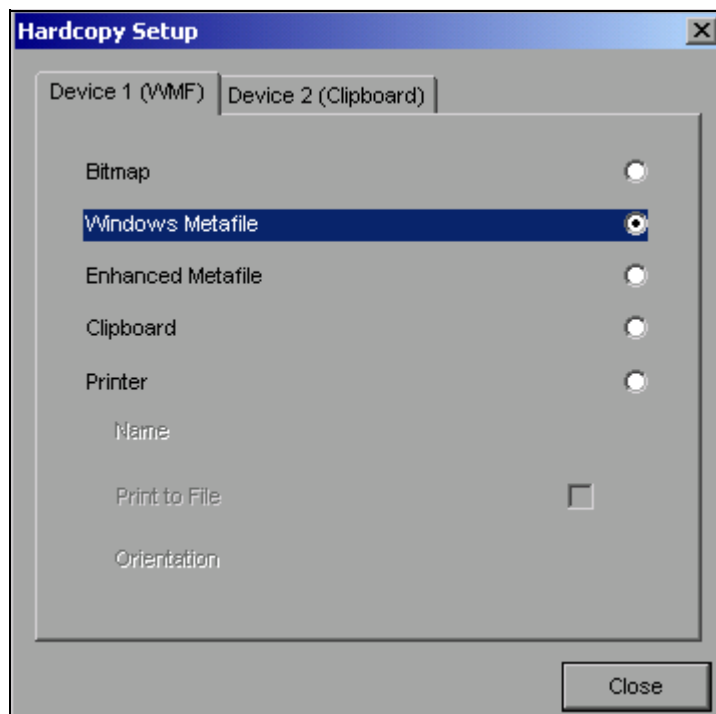 Hardcopy Setup
Device 1 (WMF)
Device 2 (Clipboard)
Bitmap
Windows Metafile
Enhanced Metafile
Clipboard
Printer
Name
Print to File
Orientation
Close